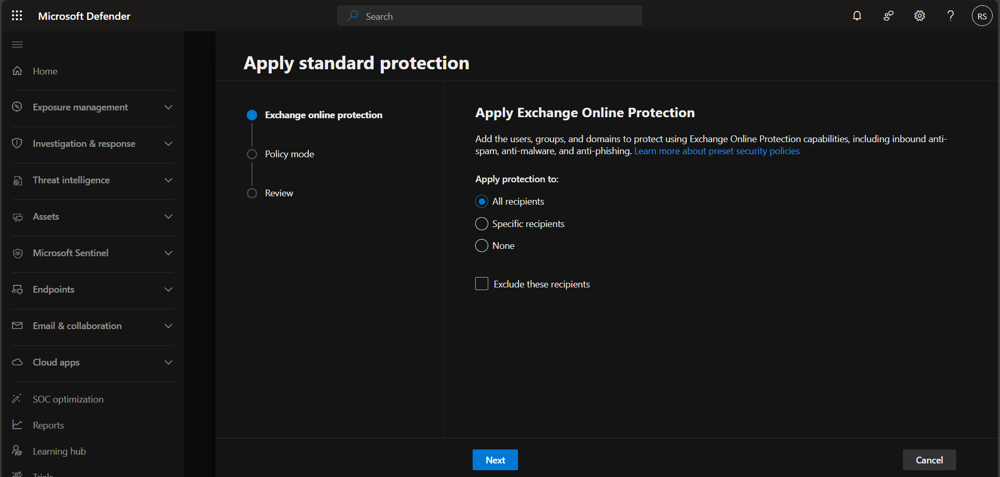 Microsoft Defender
Search
RS
Home
Exposure management
Investigation & response
Threat intelligence
Assets
Microsoft Sentinel
Endpoints
Email & collaboration
Cloud apps
SOC optimization
Reports
Learning hub
Trials
Apply standard protection
Exchange online protection
Policy mode
Review
Apply Exchange Online Protection
Add the users, groups, and domains to protect using Exchange Online Protection capabilities, including inbound anti-
spam, anti-malware, and anti-phishing. Learn more about preset security policies
Apply protection to:
All recipients
Specific recipients
None
Exclude these recipients
Next
Cancel